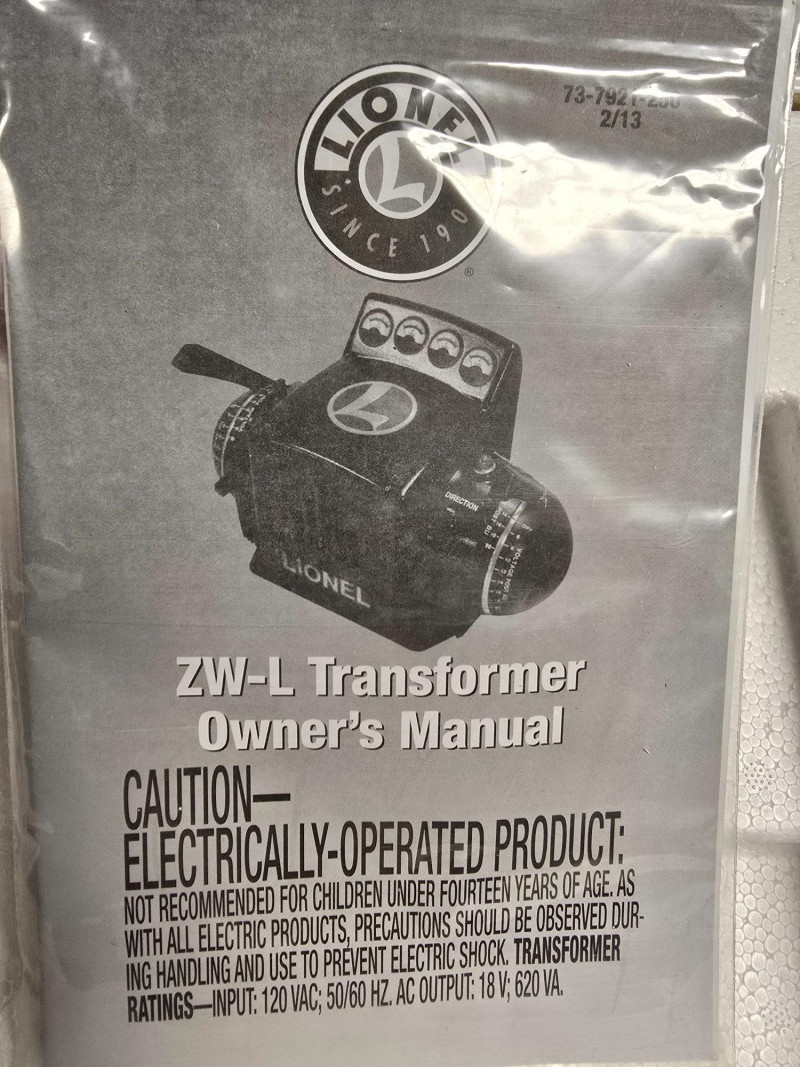 LIONEL
SINCE 190
®
73-7921-250
2/13
L
DIRECTION
LIONEL
ZW-L Transformer
Owner's Manual
CAUTION—
ELECTRICALLY-OPERATED PRODUCT:
NOT RECOMMENDED FOR CHILDREN UNDER FOURTEEN YEARS OF AGE. AS
WITH ALL ELECTRIC PRODUCTS, PRECAUTIONS SHOULD BE OBSERVED DUR-
ING HANDLING AND USE TO PREVENT ELECTRIC SHOCK. TRANSFORMER
RATINGS—INPUT: 120 VAC; 50/60 HZ. AC OUTPUT: 18 V; 620 VA.